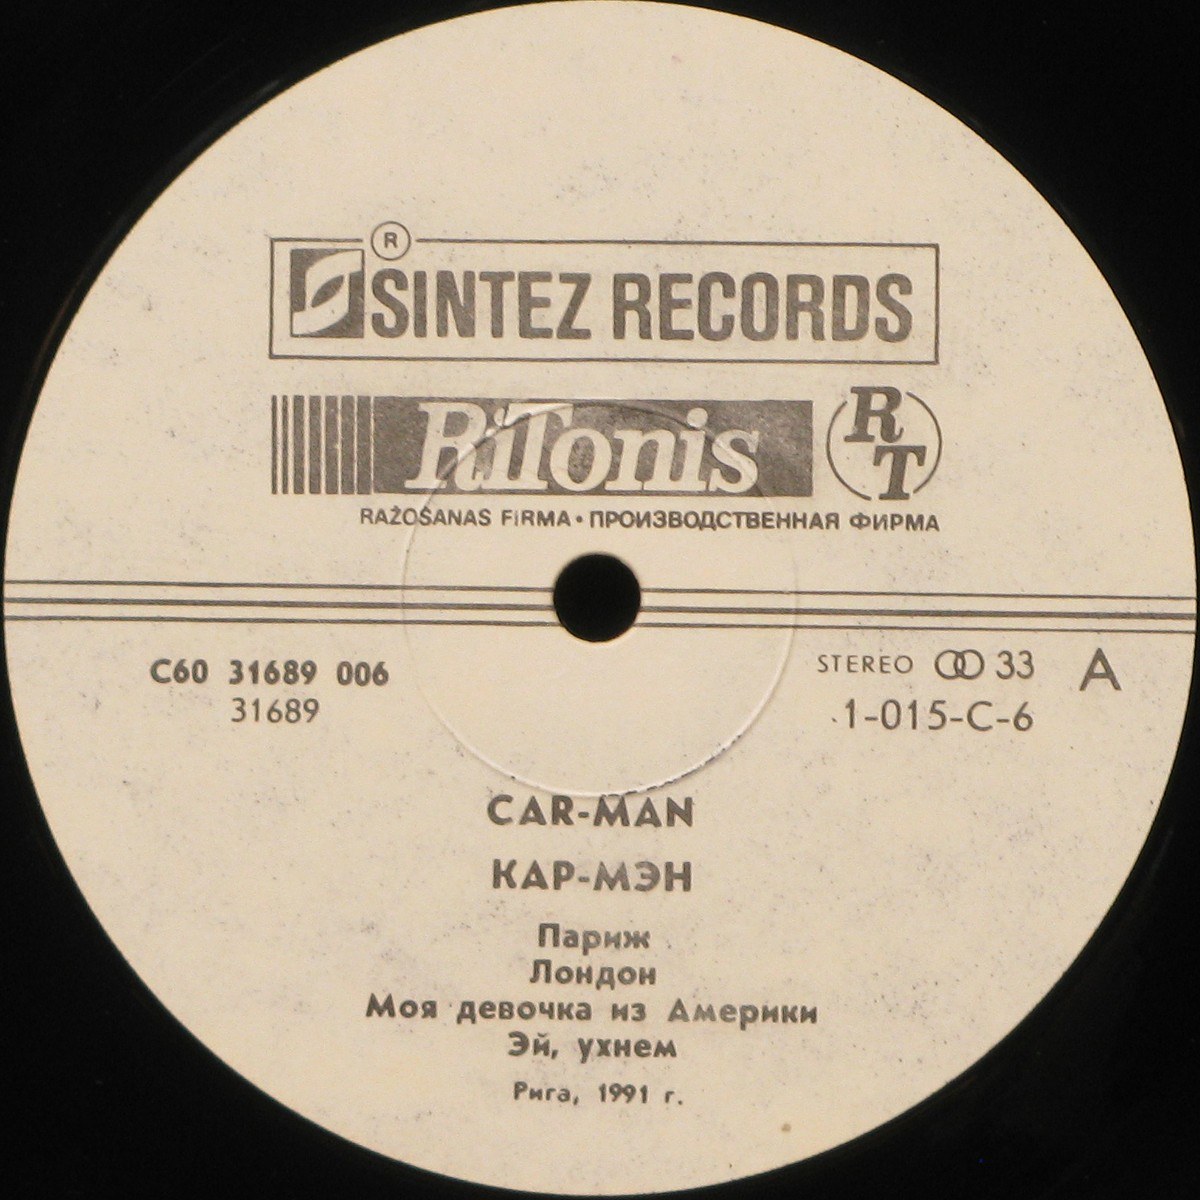 ®
SINTEZ RECORDS
RiTonis RT
RAŽOŠANAS FIRMA • ПРОИЗВОДСТВЕННАЯ ФИРМА
С60 31689 006
31689
STEREO 33 A
1-015-C-6
CAR-MAN
КАР-МЭН
Париж
Лондон
Моя девочка из Америки
Эй, ухнем
Рига, 1991 г.